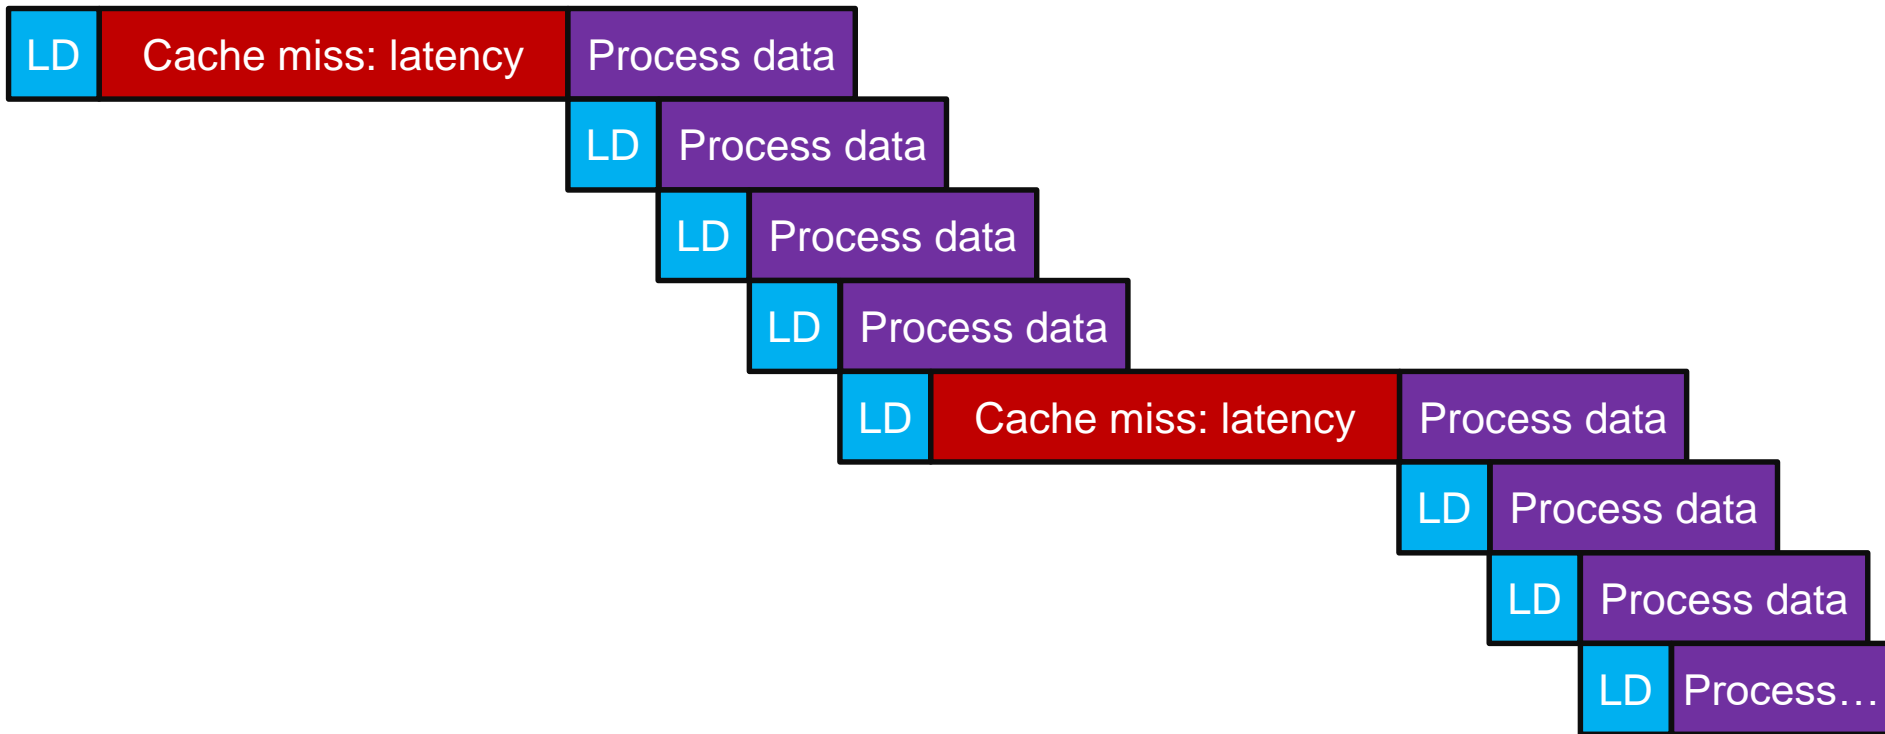 LD Cache miss: latency Process data
LD Process data
LD Process data
LD Process data
LD Cache miss: latency Process data
LD Process data
LD Process data
LD Process…